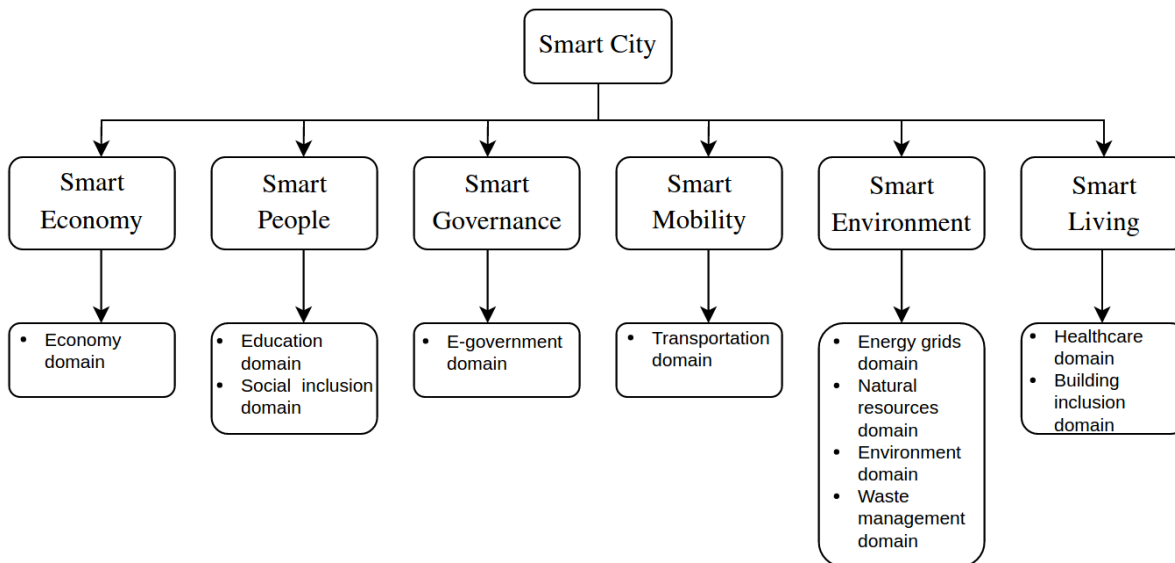 Smart City
Smart
Economy
Smart
People
Smart
Governance
Smart
Mobility
Smart
Environment
Smart
Living
• Economy
domain
• Education
domain
• Social inclusion
domain
• E-government
domain
• Transportation
domain
• Energy grids
domain
• Natural
resources
domain
• Environment
domain
• Waste
management
domain
• Healthcare
domain
• Building
inclusion
domain